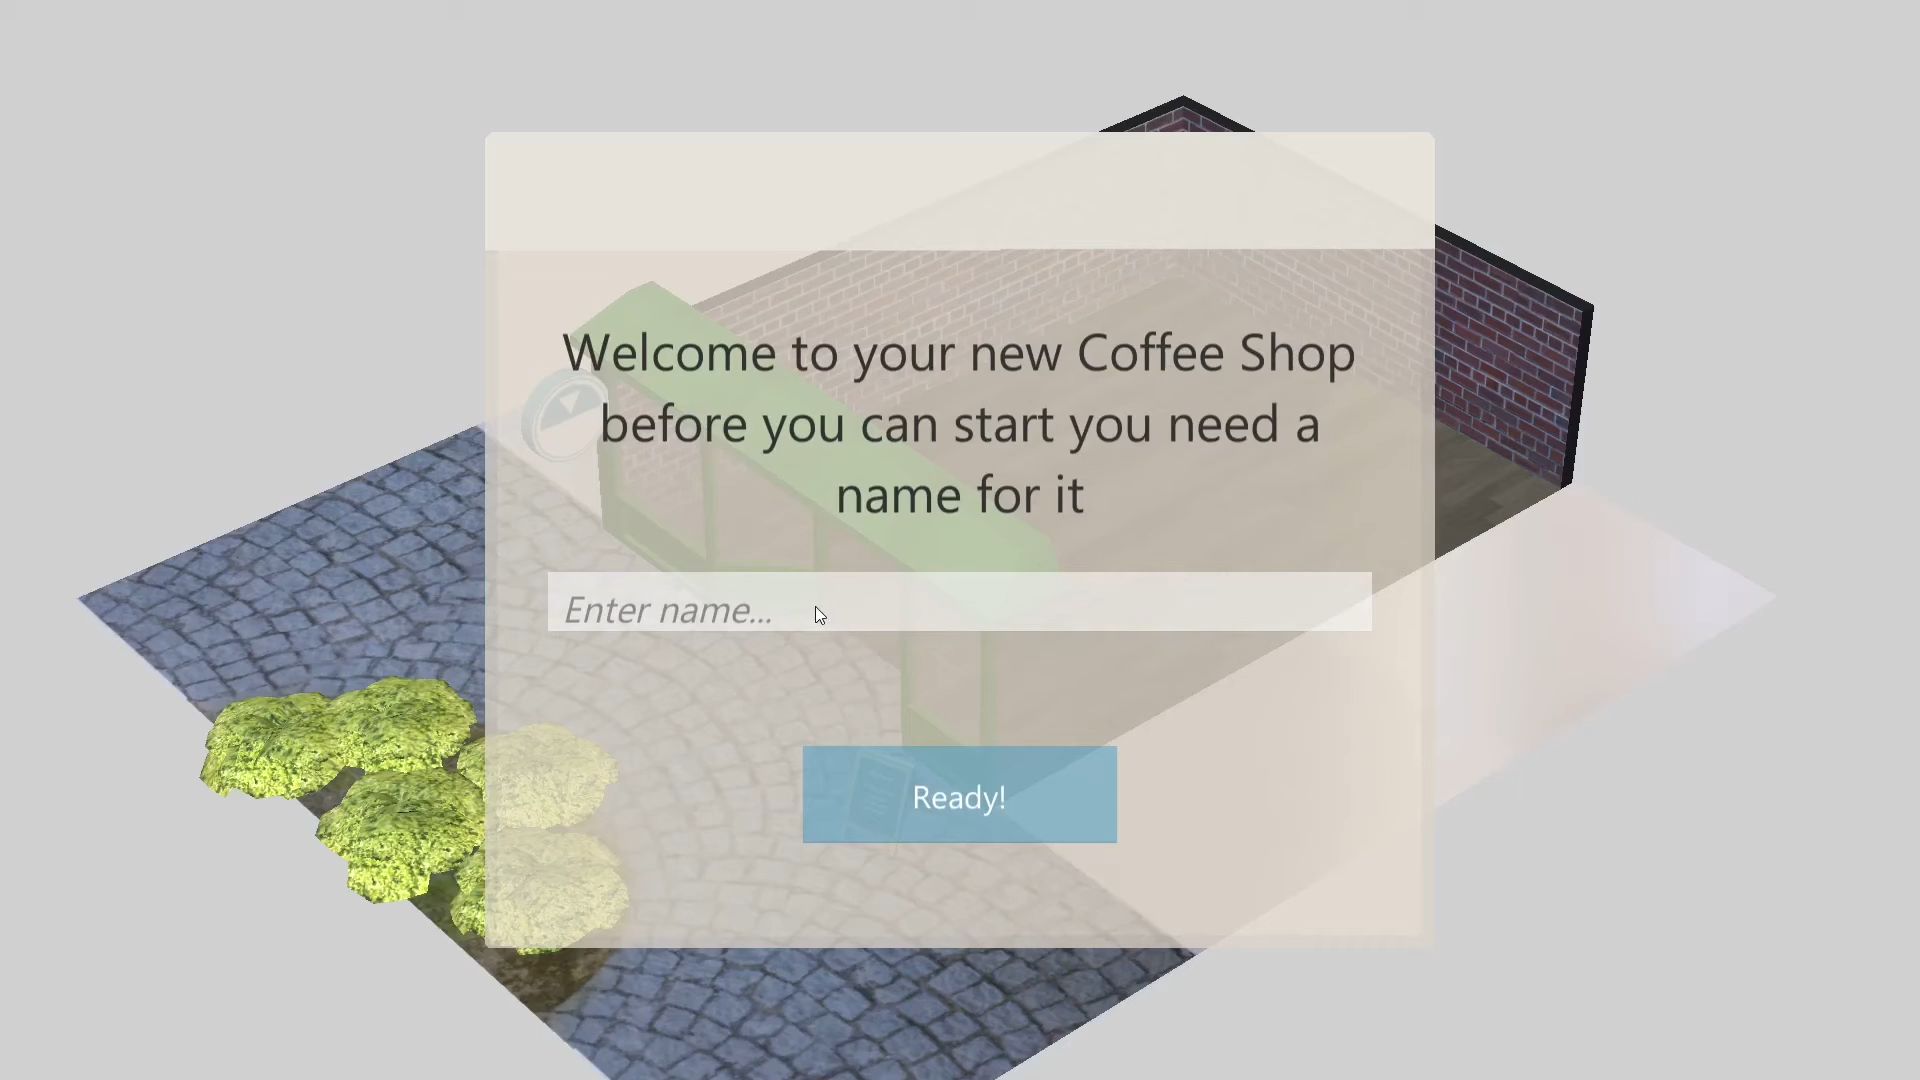 Welcome to your new Coffee Shop
before you can start you need a
name for it
Enter name...
Ready!